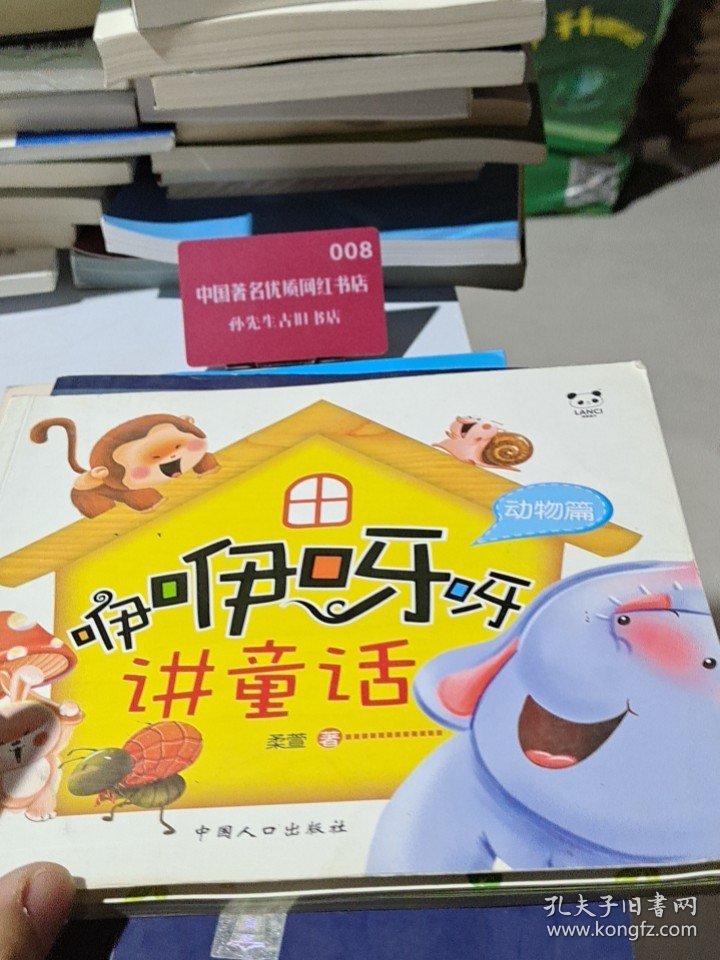 008
中国著名优质网红书店
孙先生古旧书店
LANCI
动物篇
咿咿呀呀
讲童话
柔萱 著
中国人口出版社
孔夫子旧书网
www.kongfz.com